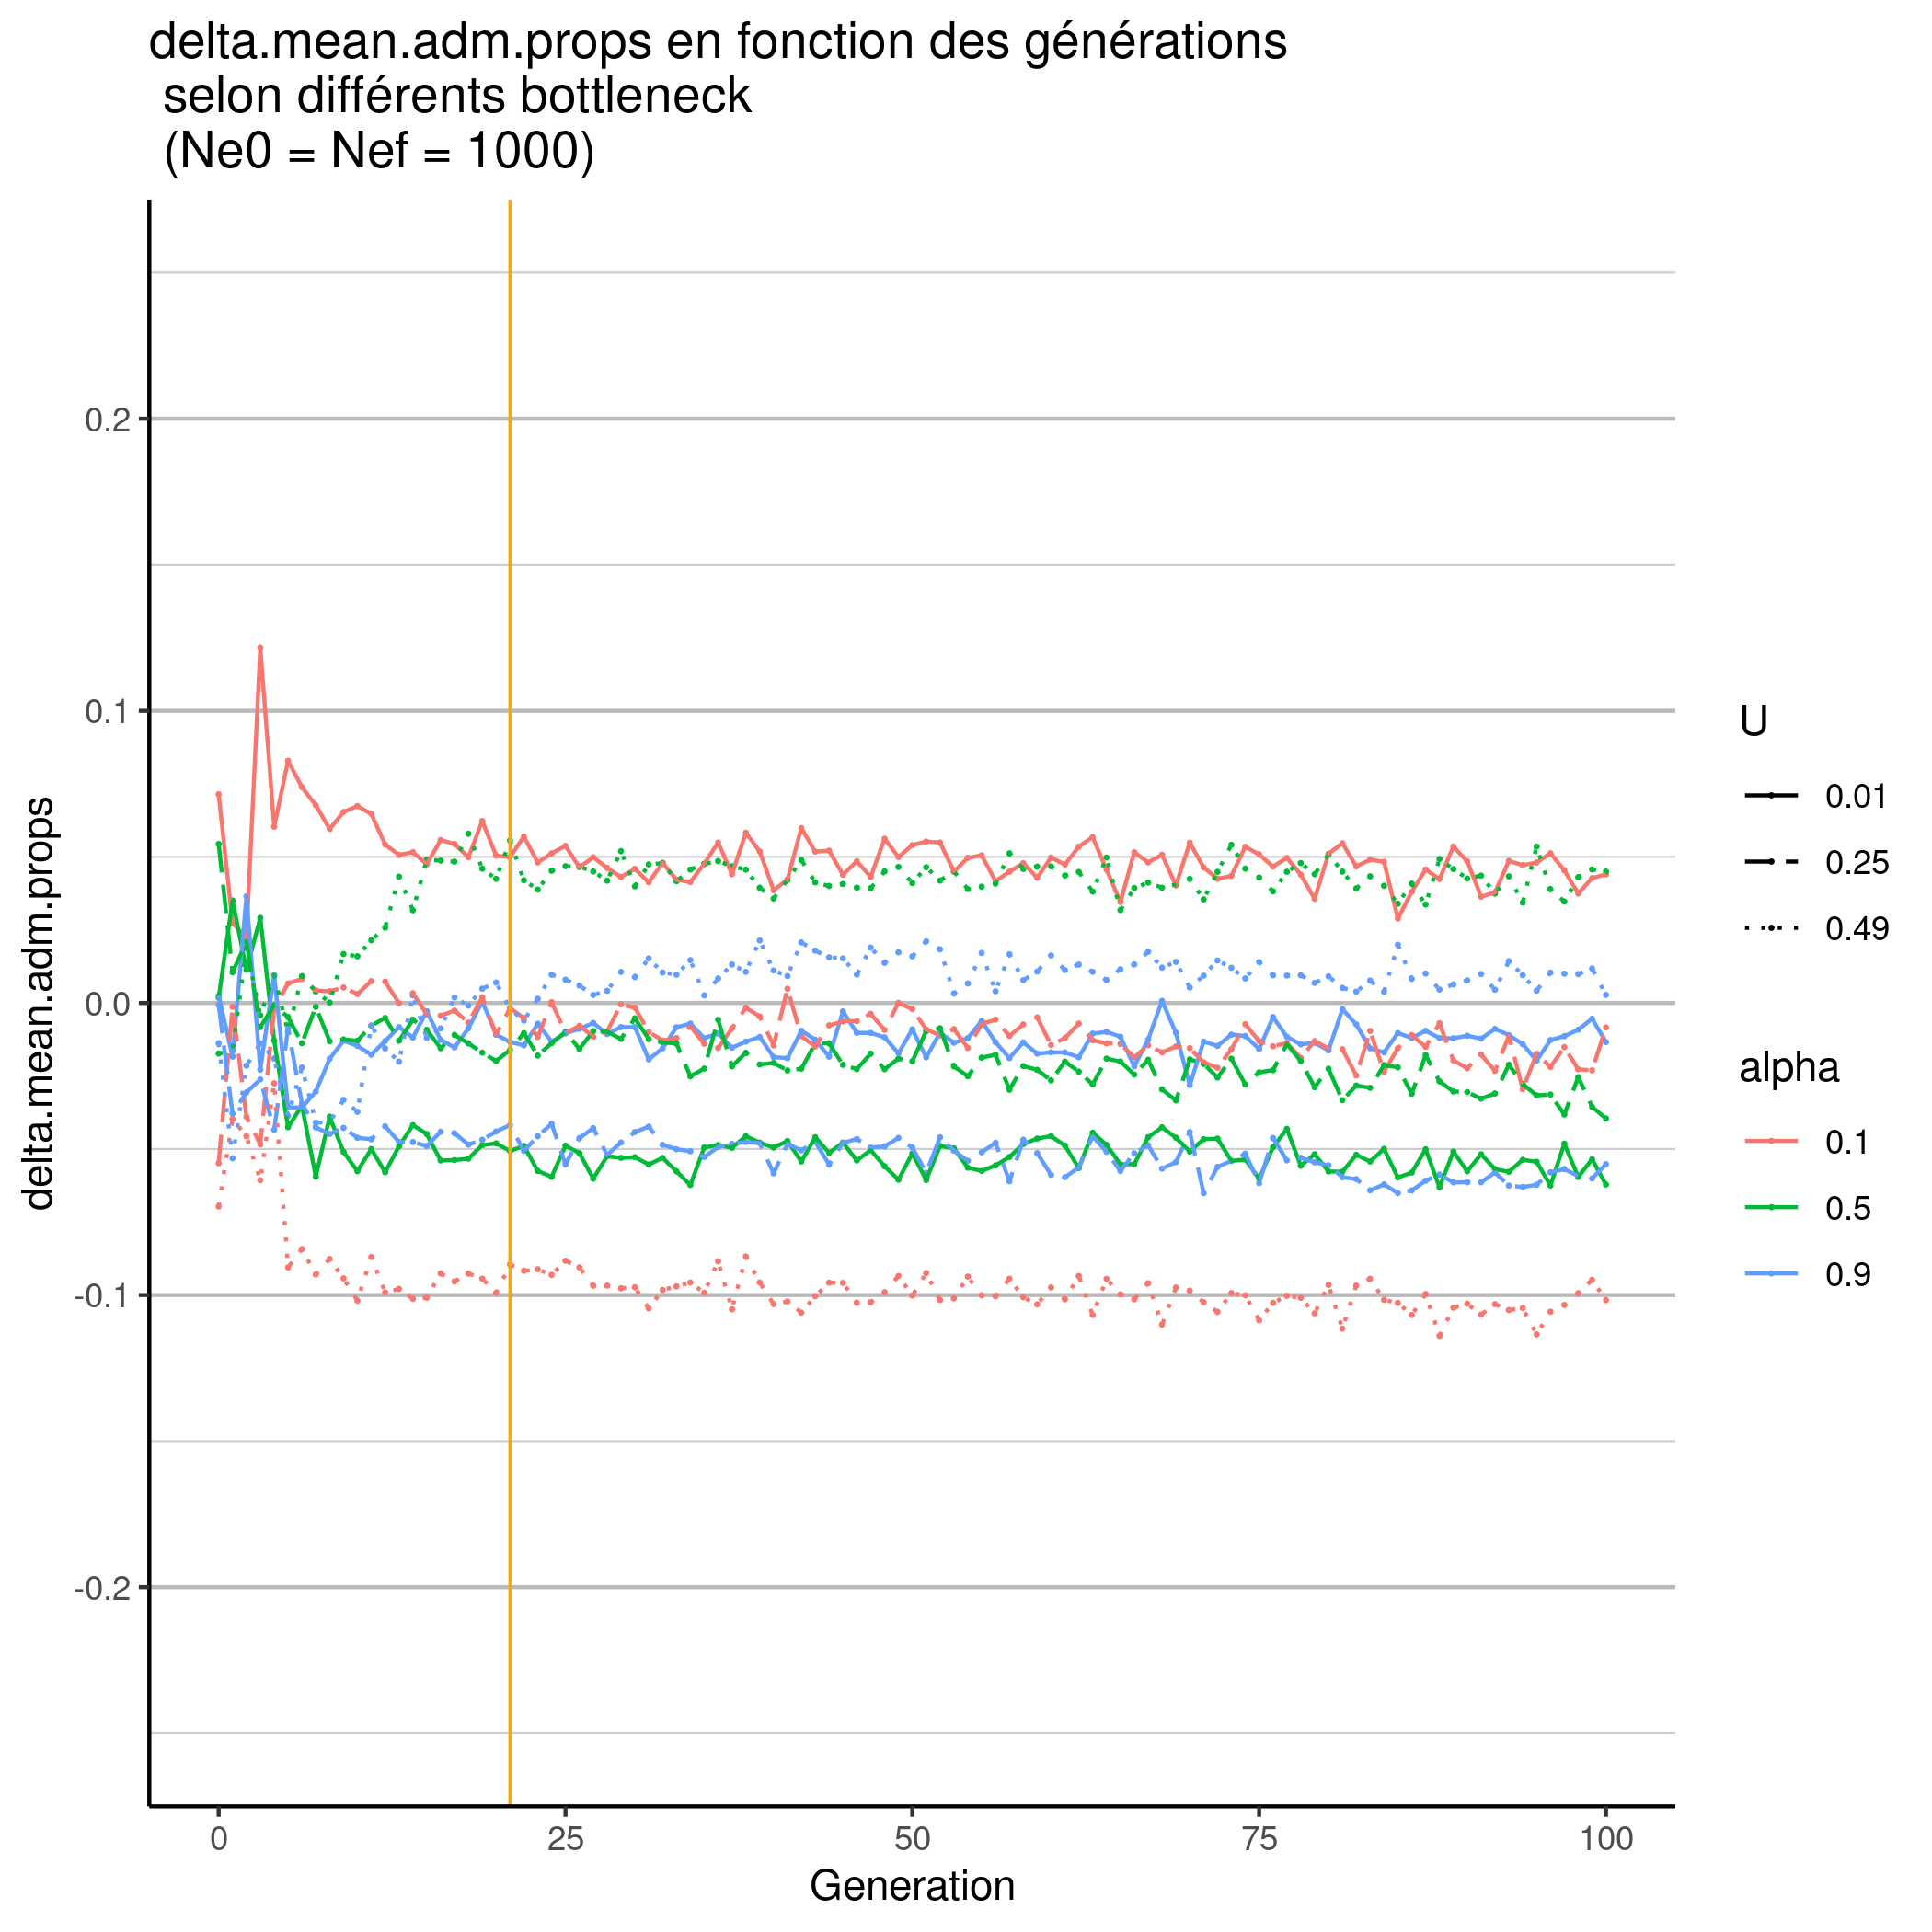 delta.mean.adm.props en fonction des générations
selon différents bottleneck
(Ne0 = Nef = 1000)
delta.mean.adm.props
0.2
0.1
0.0
-0.1
-0.2
0
25
50
75
100
Generation
U
0.01
0.25
0.49
alpha
0.1
0.5
0.9